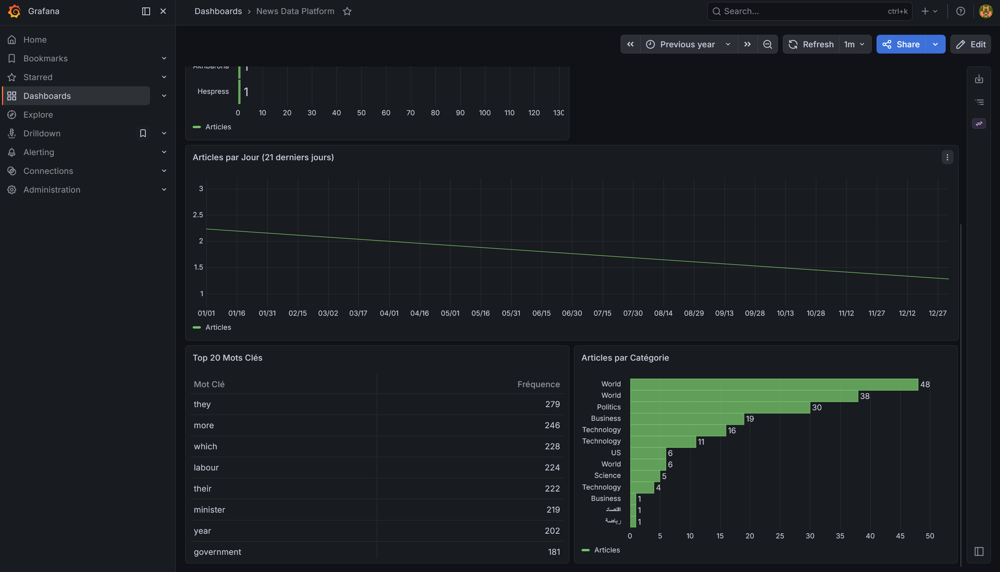 Grafana
Dashboards › News Data Platform
Search...
ctrl+k
Home
Bookmarks
Starred
Dashboards
Explore
Drilldown
Alerting
Connections
Administration
Previous year
Refresh
1m
Share
Edit
Akhbarona 1
Hespress 1
0 10 20 30 40 50 60 70 80 90 100 110 120 130
Articles
Articles par Jour (21 derniers jours)
3
2.5
2
1.5
1
01/01 01/16 01/31 02/15 03/02 03/17 04/01 04/16 05/01 05/16 05/31 06/15 06/30 07/15 07/30 08/14 08/29 09/13 09/28 10/13 10/28 11/12 11/27 12/12 12/27
Articles
Top 20 Mots Clés
Mot Clé Fréquence
they 279
more 246
which 228
labour 224
their 222
minister 219
year 202
government 181
Articles par Catégorie
World 48
World 38
Politics 30
Business 19
Technology 16
Technology 11
US 6
World 6
Science 5
Technology 4
Business 1
اقتصاد 1
رياضة 1
0 5 10 15 20 25 30 35 40 45 50
Articles